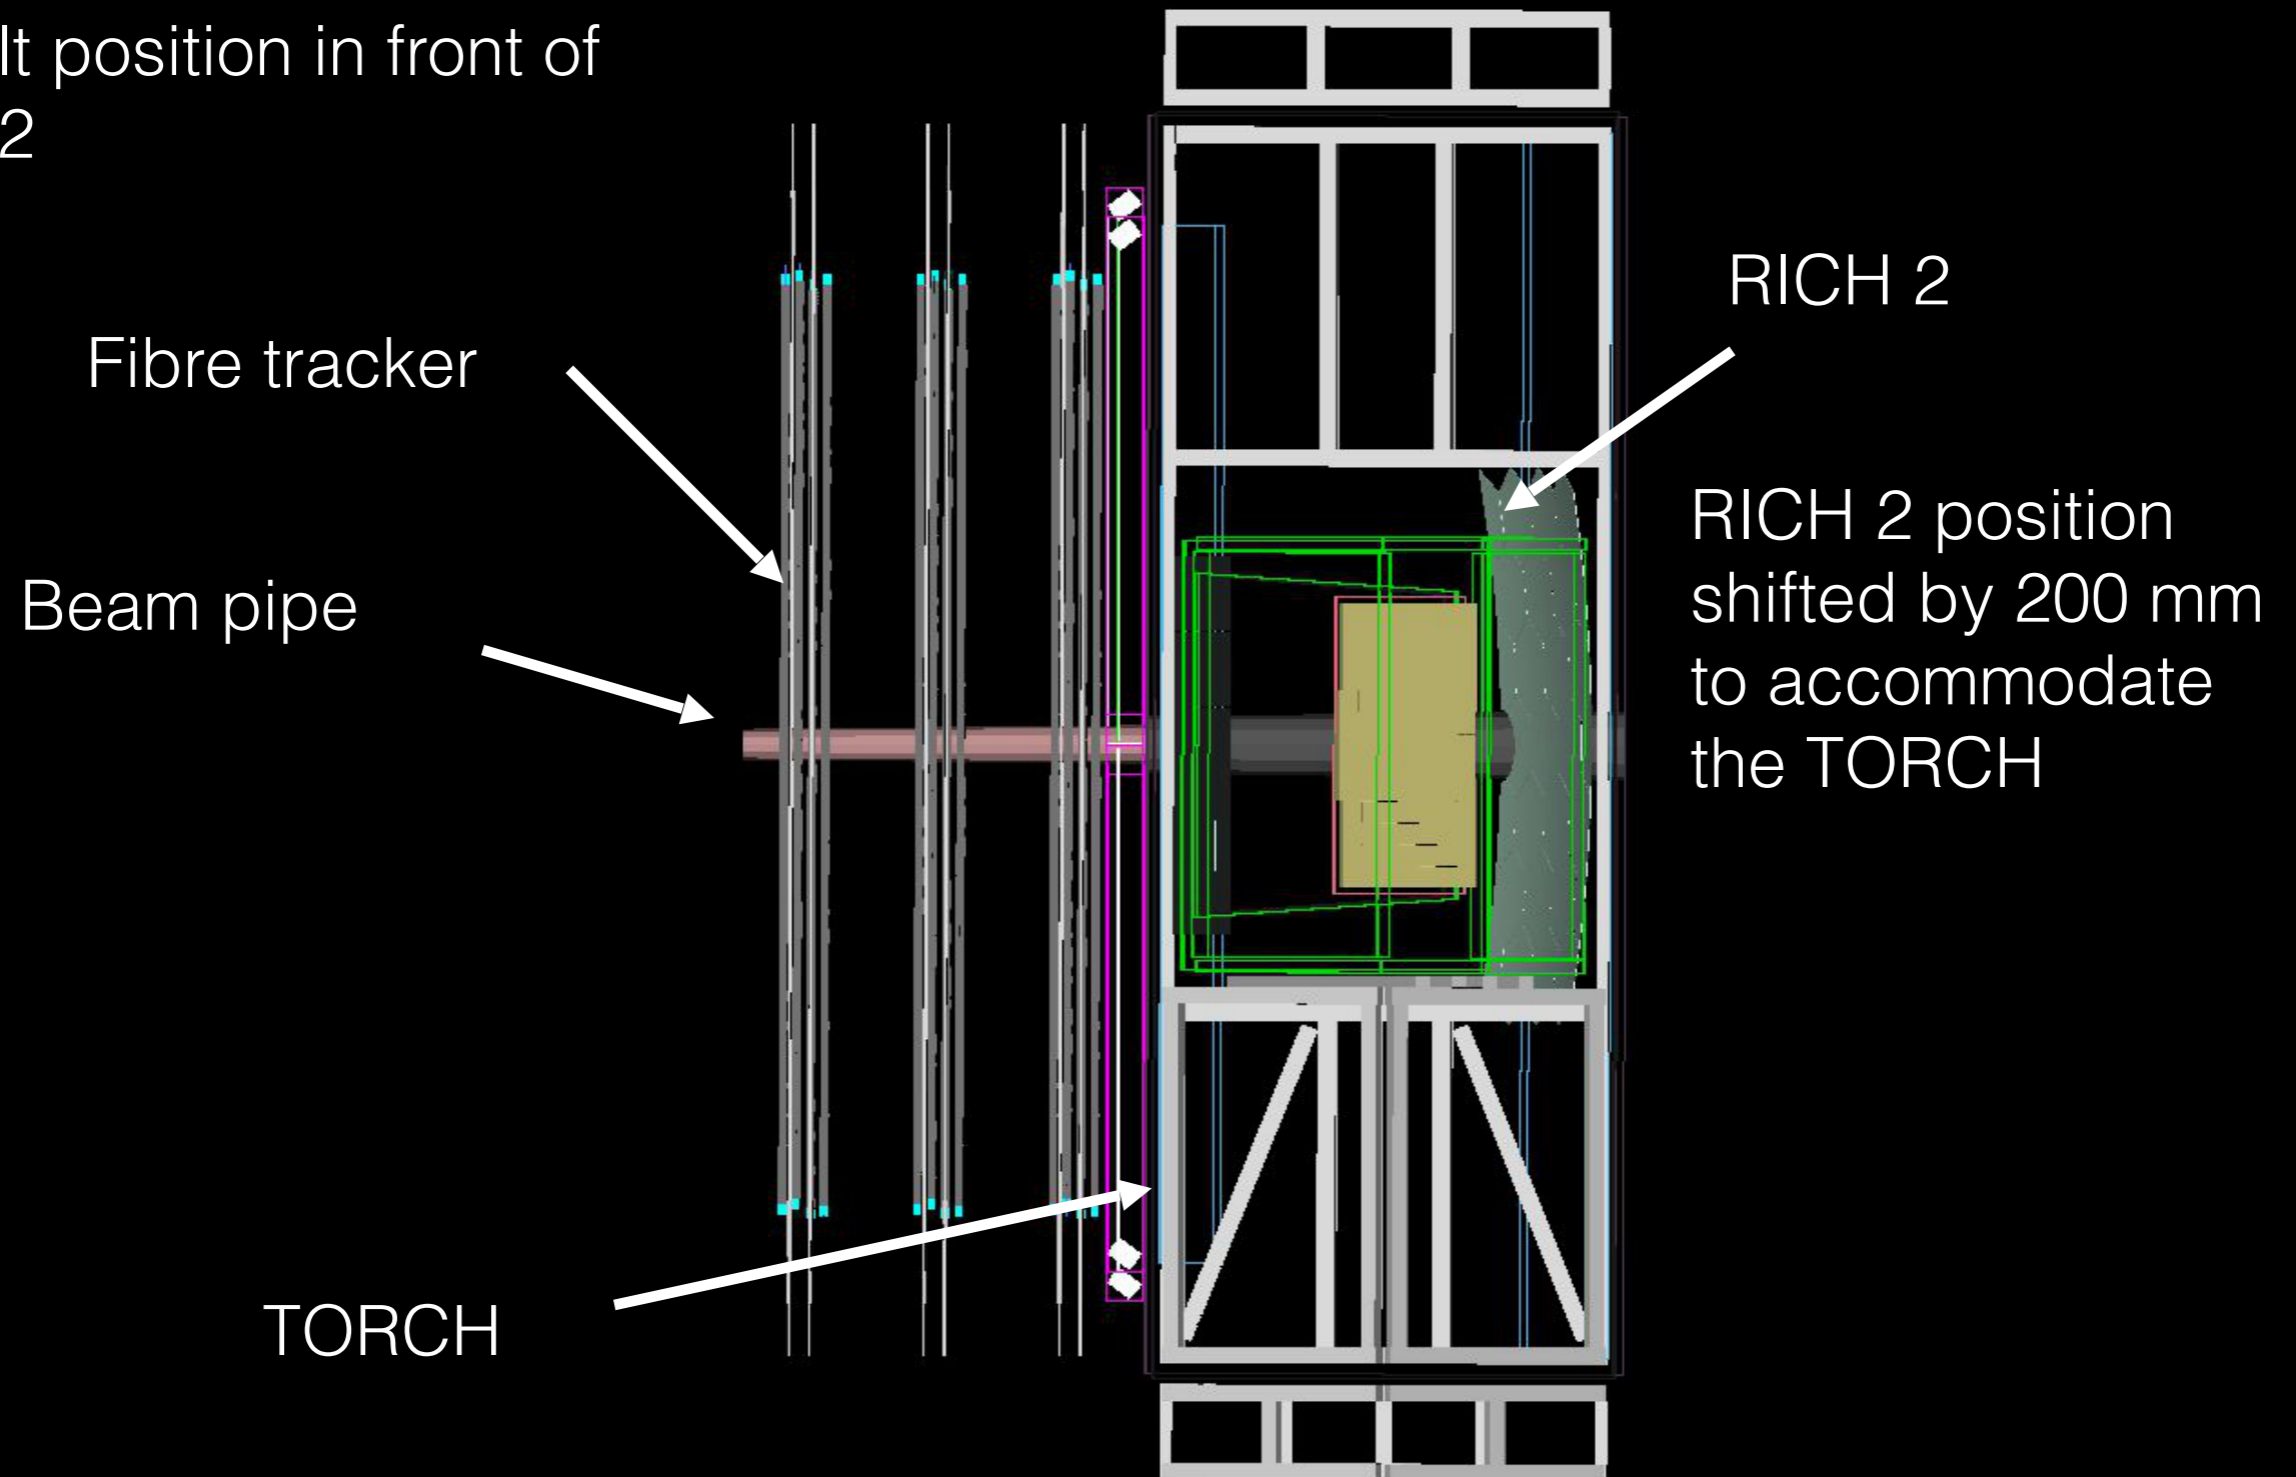 lt position in front of
2
Fibre tracker
Beam pipe
TORCH
RICH 2
RICH 2 position
shifted by 200 mm
to accommodate
the TORCH